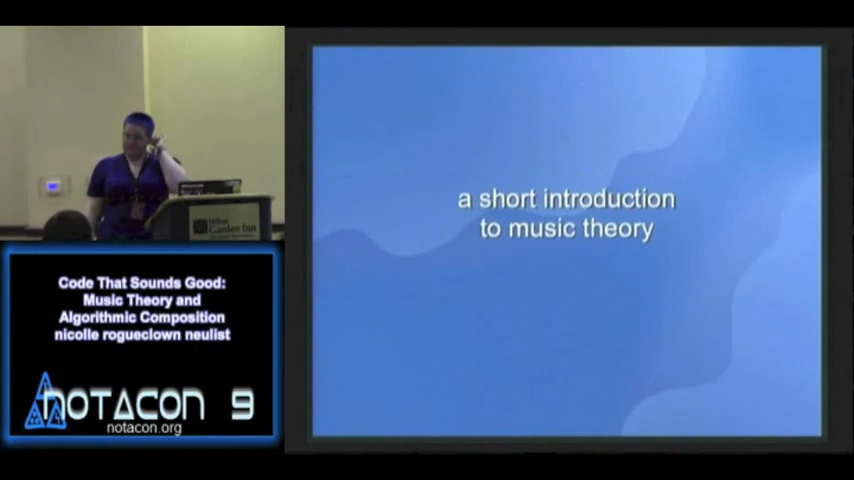 a short introduction
to music theory
Hilton
Garden Inn
Code That Sounds Good:
Music Theory and
Algorithmic Composition
nicolle rogueclown neulist
NOTACON 9
notacon.org